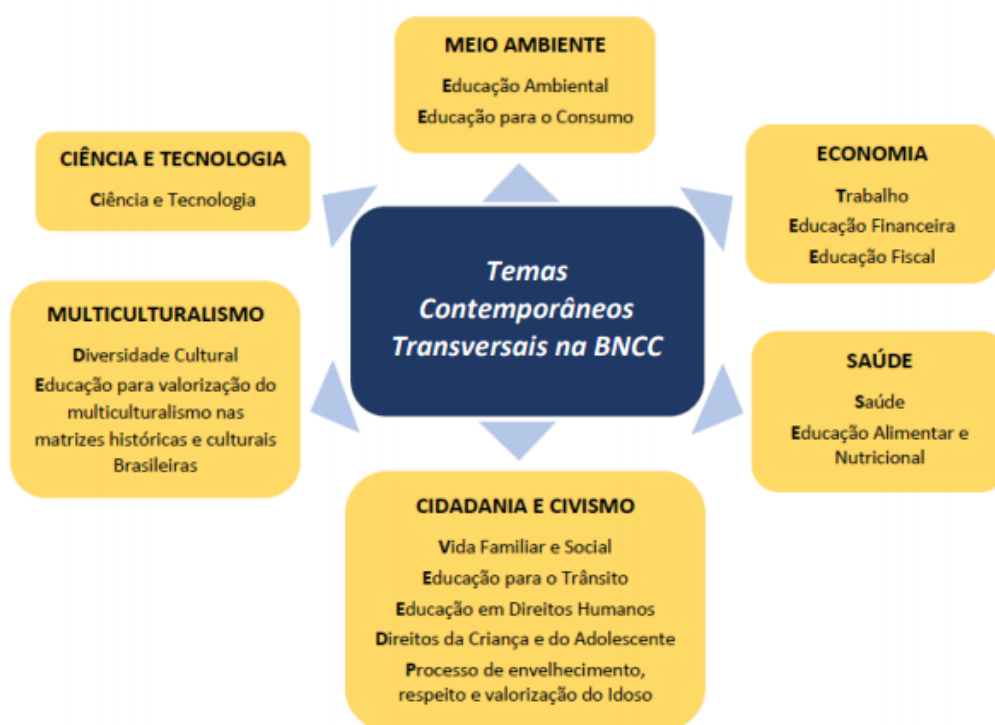 MEIO AMBIENTE
Educação Ambiental
Educação para o Consumo
CIÊNCIA E TECNOLOGIA
Ciência e Tecnologia
ECONOMIA
Trabalho
Educação Financeira
Educação Fiscal
Temas
Contemporâneos
Transversais na BNCC
MULTICULTURALISMO
Diversidade Cultural
Educação para valorização do
multiculturalismo nas
matrizes históricas e culturais
Brasileiras
SAÚDE
Saúde
Educação Alimentar e
Nutricional
CIDADANIA E CIVISMO
Vida Familiar e Social
Educação para o Trânsito
Educação em Direitos Humanos
Direitos da Criança e do Adolescente
Processo de envelhecimento,
respeito e valorização do Idoso